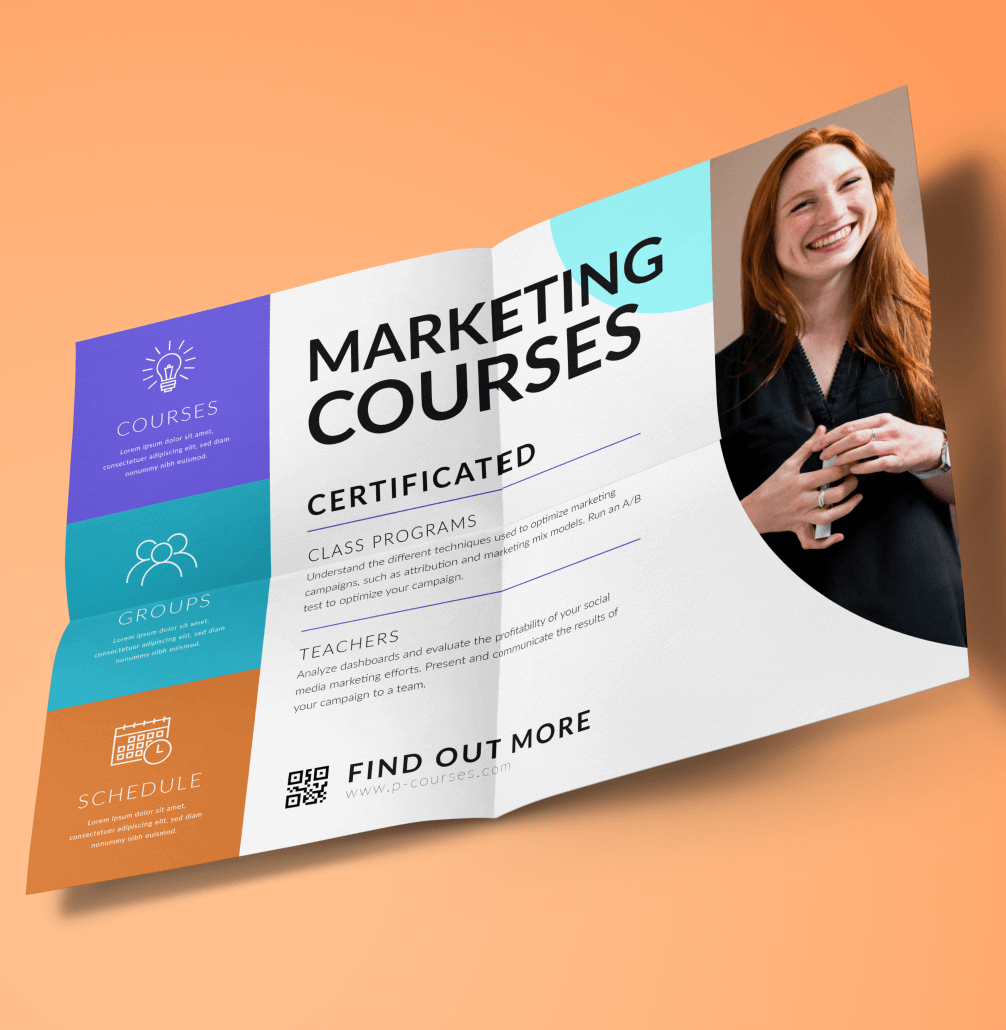 COURSES
Lorem ipsum dolor sit amet,
consectetuer adipiscing elit, sed diam
nonummy nibh euismod.
GROUPS
Lorem ipsum dolor sit amet,
consectetuer adipiscing elit, sed diam
nonummy nibh euismod.
SCHEDULE
Lorem ipsum dolor sit amet,
consectetuer adipiscing elit, sed diam
nonummy nibh euismod.
MARKETING
COURSES
CERTIFICATED
CLASS PROGRAMS
Understand the different techniques used to optimize marketing
campaigns, such as attribution and marketing mix models. Run an A/B
test to optimize your campaign.
TEACHERS
Analyze dashboards and evaluate the profitability of your social
media marketing efforts. Present and communicate the results of
your campaign to a team.
FIND OUT MORE
www.p-courses.com